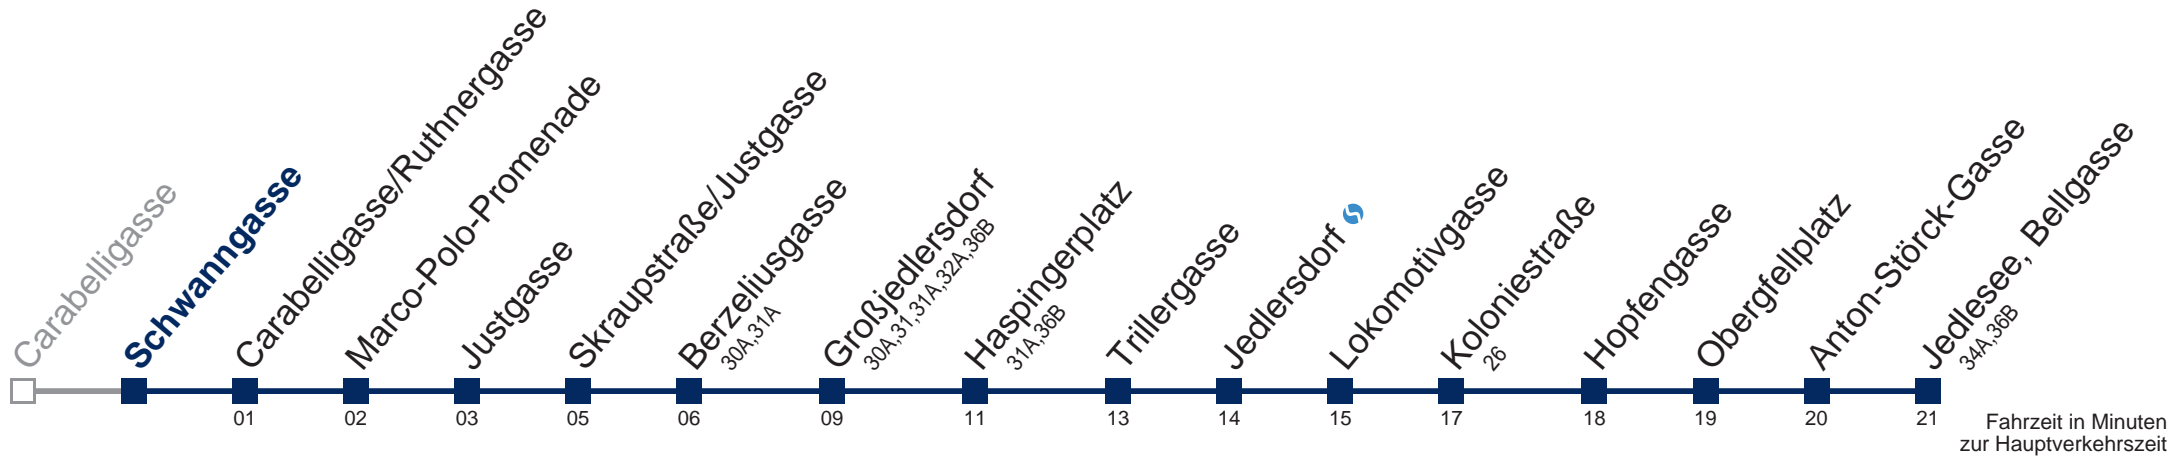 Carabelligasse
Schwanngasse
Carabelligasse/Ruthnergasse
Marco-Polo-Promenade
Justgasse
Skraupstraße/Justgasse
Berzeliusgasse
30A,31A
Großjedlersdorf
30A,31,31A,32A,36B
Haspingerplatz
31A,36B
Trillergasse
Jedlersdorf
Lokomotivgasse
Koloniestraße
26
Hopfengasse
Obergfellplatz
Anton-Störck-Gasse
Jedlesee, Bellgasse
34A,36B
01 02 03 05 06 09 11 13 14 15 17 18 19 20 21
Fahrzeit in Minuten
zur Hauptverkehrszeit